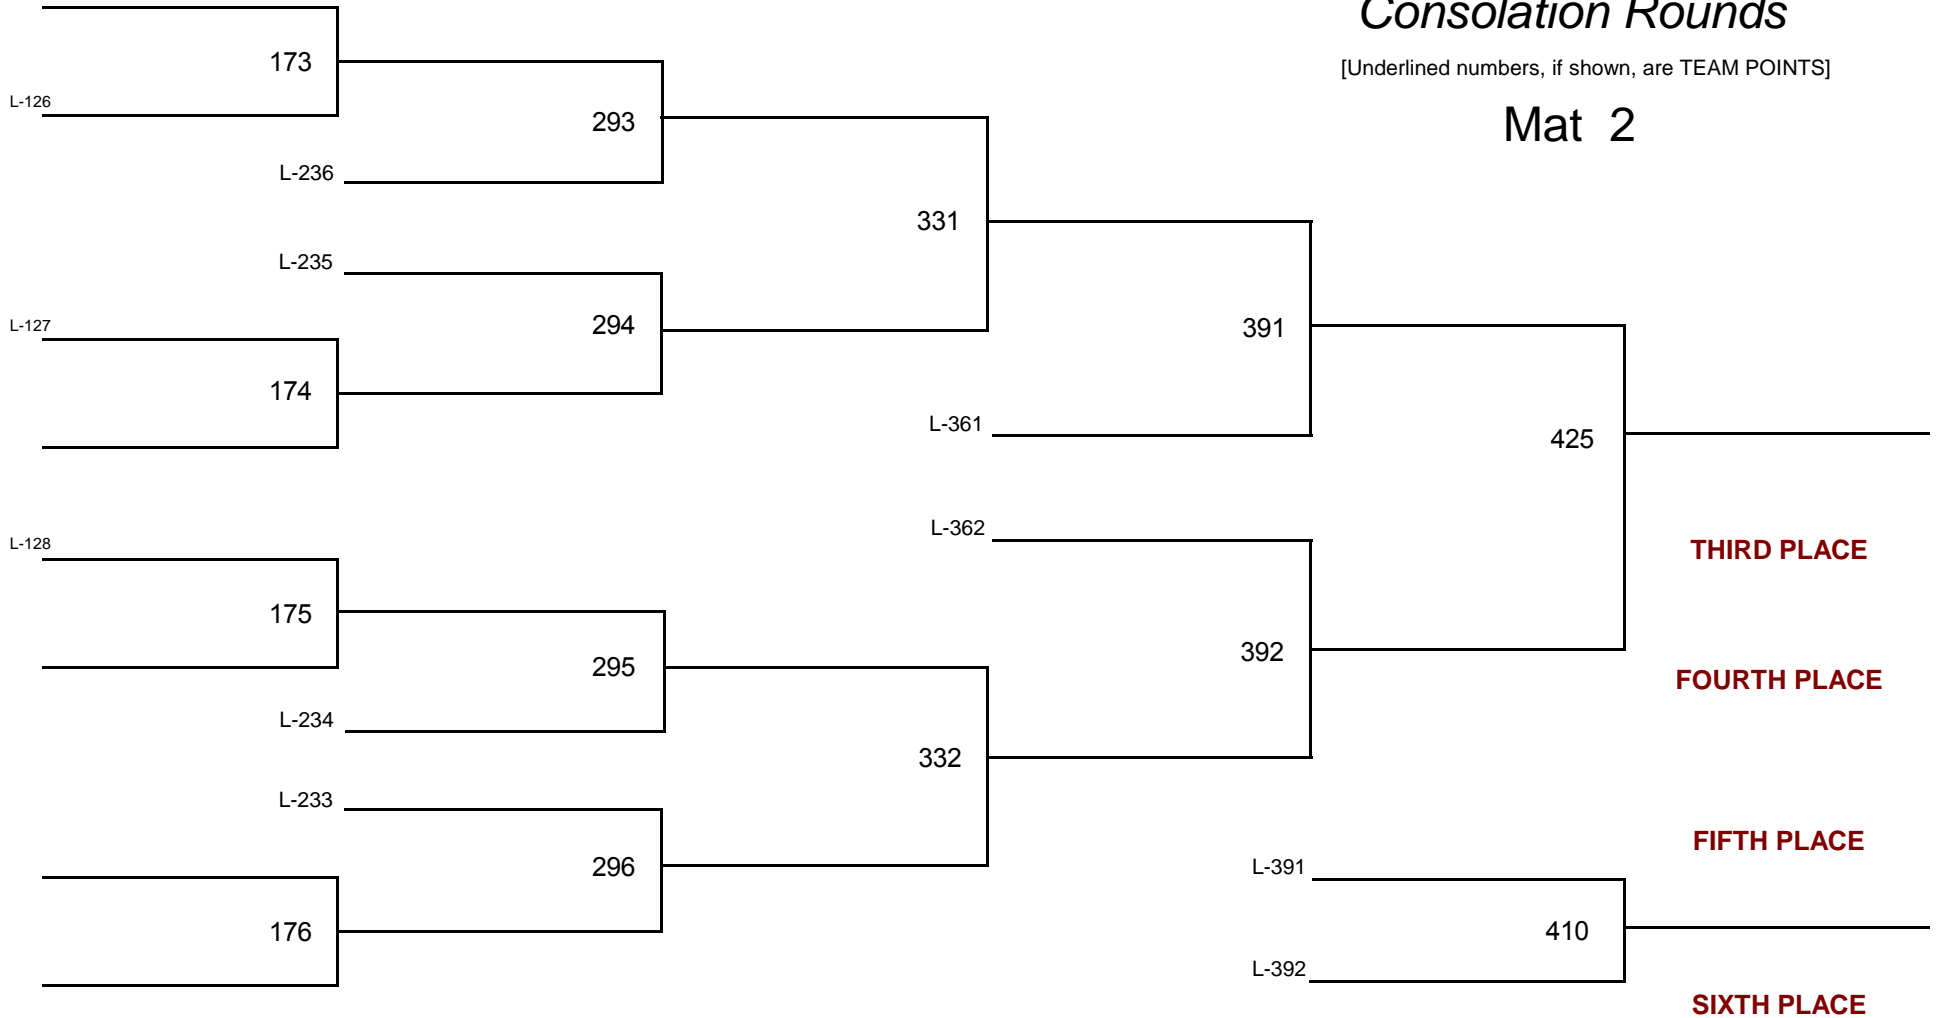 Consolation Rounds
[Underlined numbers, if shown, are TEAM POINTS]
Mat 2
173
L-126
293
L-236
331
L-235
L-127
294
391
174
L-361
425
L-362
L-128
THIRD PLACE
175
392
295
FOURTH PLACE
L-234
332
L-233
FIFTH PLACE
296
L-391
176
410
L-392
SIXTH PLACE